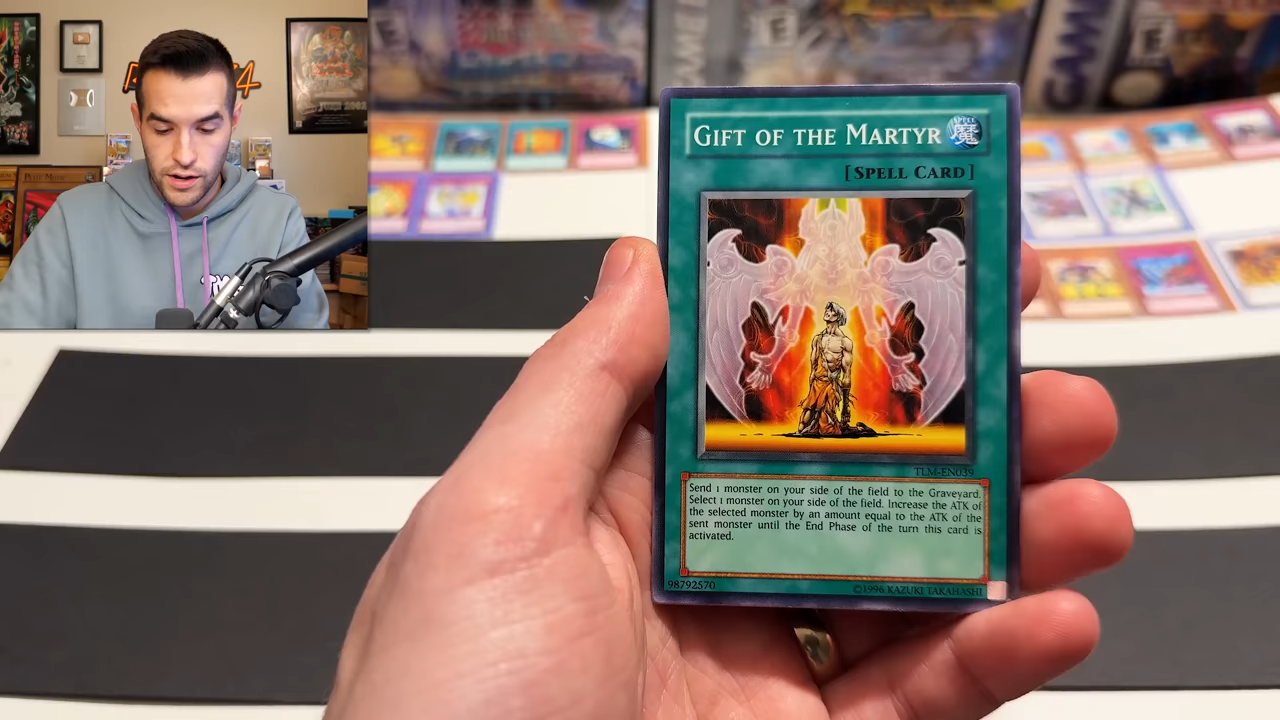 GIFT OF THE MARTYR
SPELL
魔
[SPELL CARD]
TLM-EN039
Send 1 monster on your side of the field to the Graveyard.
Select 1 monster on your side of the field. Increase the ATK of
the selected monster by an amount equal to the ATK of the
sent monster until the End Phase of the turn this card is
activated.
98792570
©1996 KAZUKI TAKAHASHI